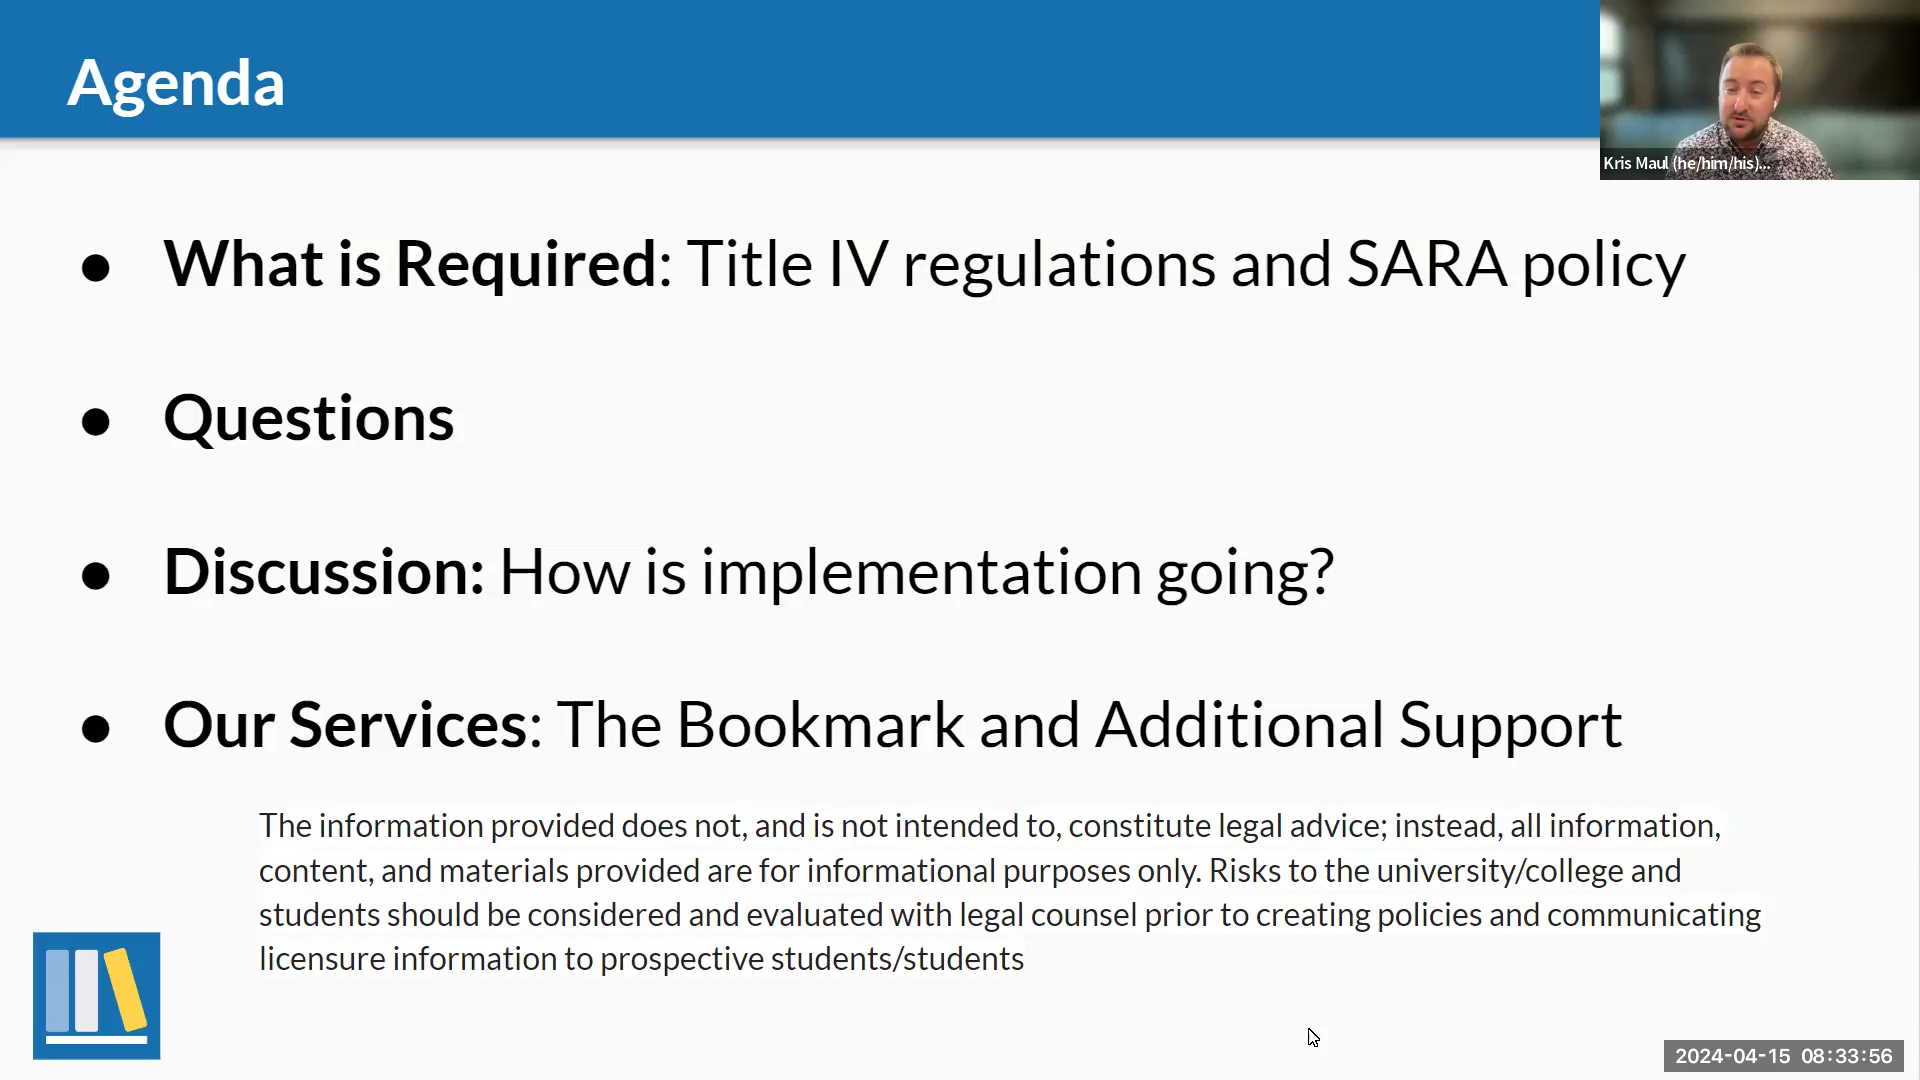 Agenda
Kris Maul (he/him/his)...
● What is Required: Title IV regulations and SARA policy
● Questions
● Discussion: How is implementation going?
● Our Services: The Bookmark and Additional Support
The information provided does not, and is not intended to, constitute legal advice; instead, all information,
content, and materials provided are for informational purposes only. Risks to the university/college and
students should be considered and evaluated with legal counsel prior to creating policies and communicating
licensure information to prospective students/students
2024-04-15 08:33:56